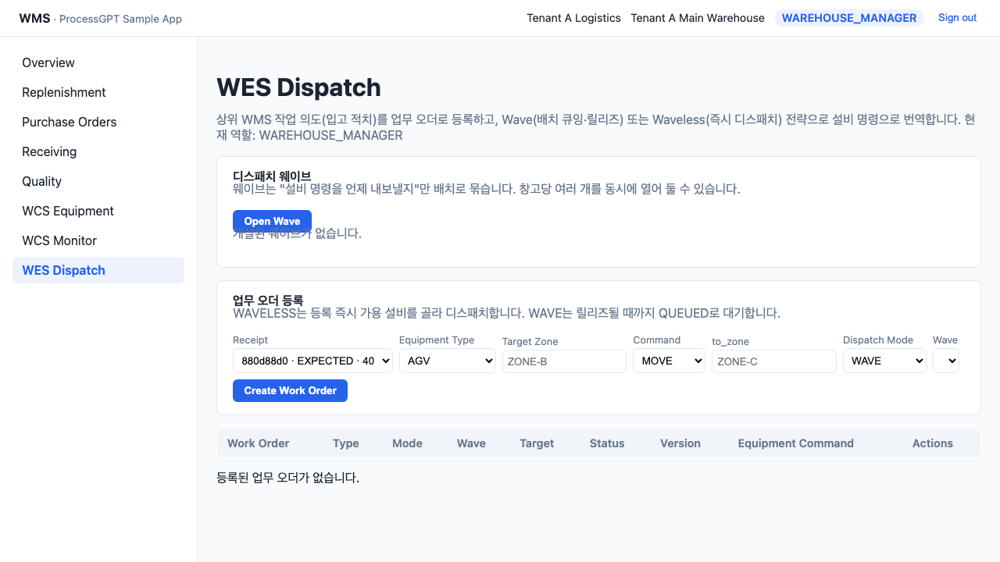 WMS · ProcessGPT Sample App
Tenant A Logistics Tenant A Main Warehouse WAREHOUSE_MANAGER Sign out
Overview
Replenishment
Purchase Orders
Receiving
Quality
WCS Equipment
WCS Monitor
WES Dispatch
WES Dispatch
상위 WMS 작업 의도(입고 적치)를 업무 오더로 등록하고, Wave(배치 큐잉·릴리즈) 또는 Waveless(즉시 디스패치) 전략으로 설비 명령으로 번역합니다. 현
재 역할: WAREHOUSE_MANAGER
디스패치 웨이브
웨이브는 "설비 명령을 언제 내보낼지"만 배치로 묶습니다. 창고당 여러 개를 동시에 열어 둘 수 있습니다.
Open Wave
개설된 웨이브가 없습니다.
업무 오더 등록
WAVELESS는 등록 즉시 가용 설비를 골라 디스패치합니다. WAVE는 릴리즈될 때까지 QUEUED로 대기합니다.
Receipt Equipment Type Target Zone Command to_zone Dispatch Mode Wave
880d88d0 · EXPECTED · 40 AGV ZONE-B MOVE ZONE-C WAVE
Create Work Order
Work Order Type Mode Wave Target Status Version Equipment Command Actions
등록된 업무 오더가 없습니다.